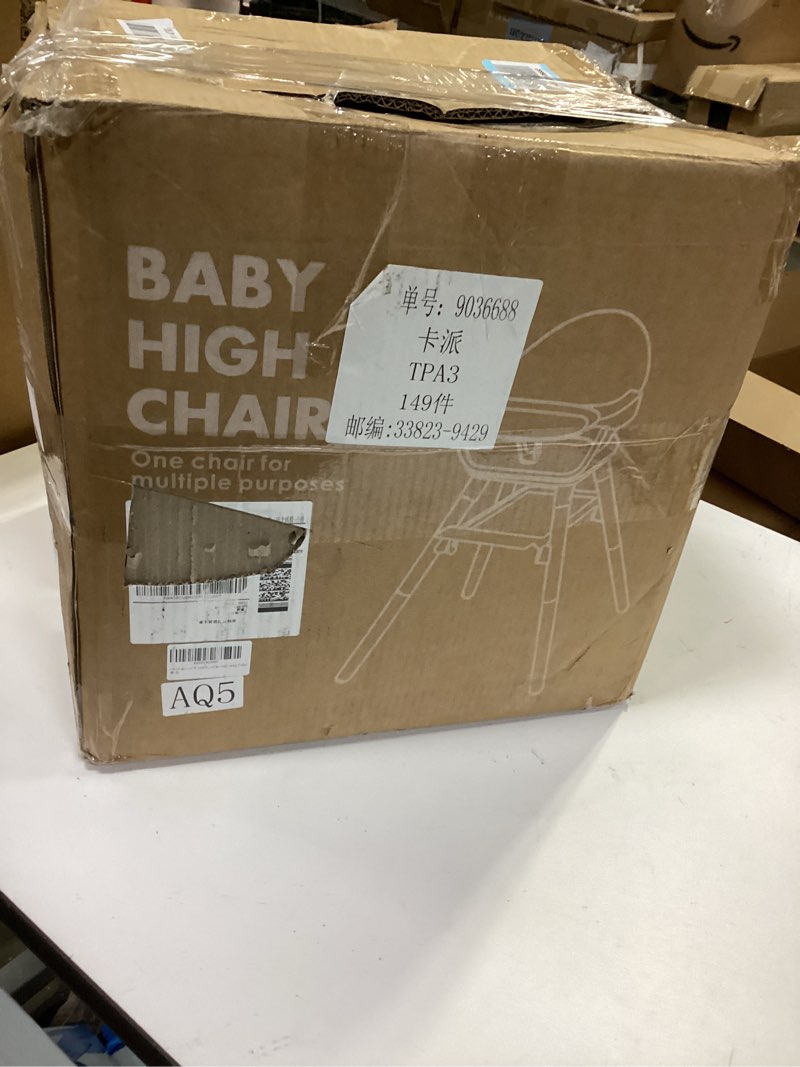 BABY
HIGH
CHAIR
One chair for
multiple purposes
单号: 9036688
卡派
TPA3
149件
邮编:33823-9429
AQ5